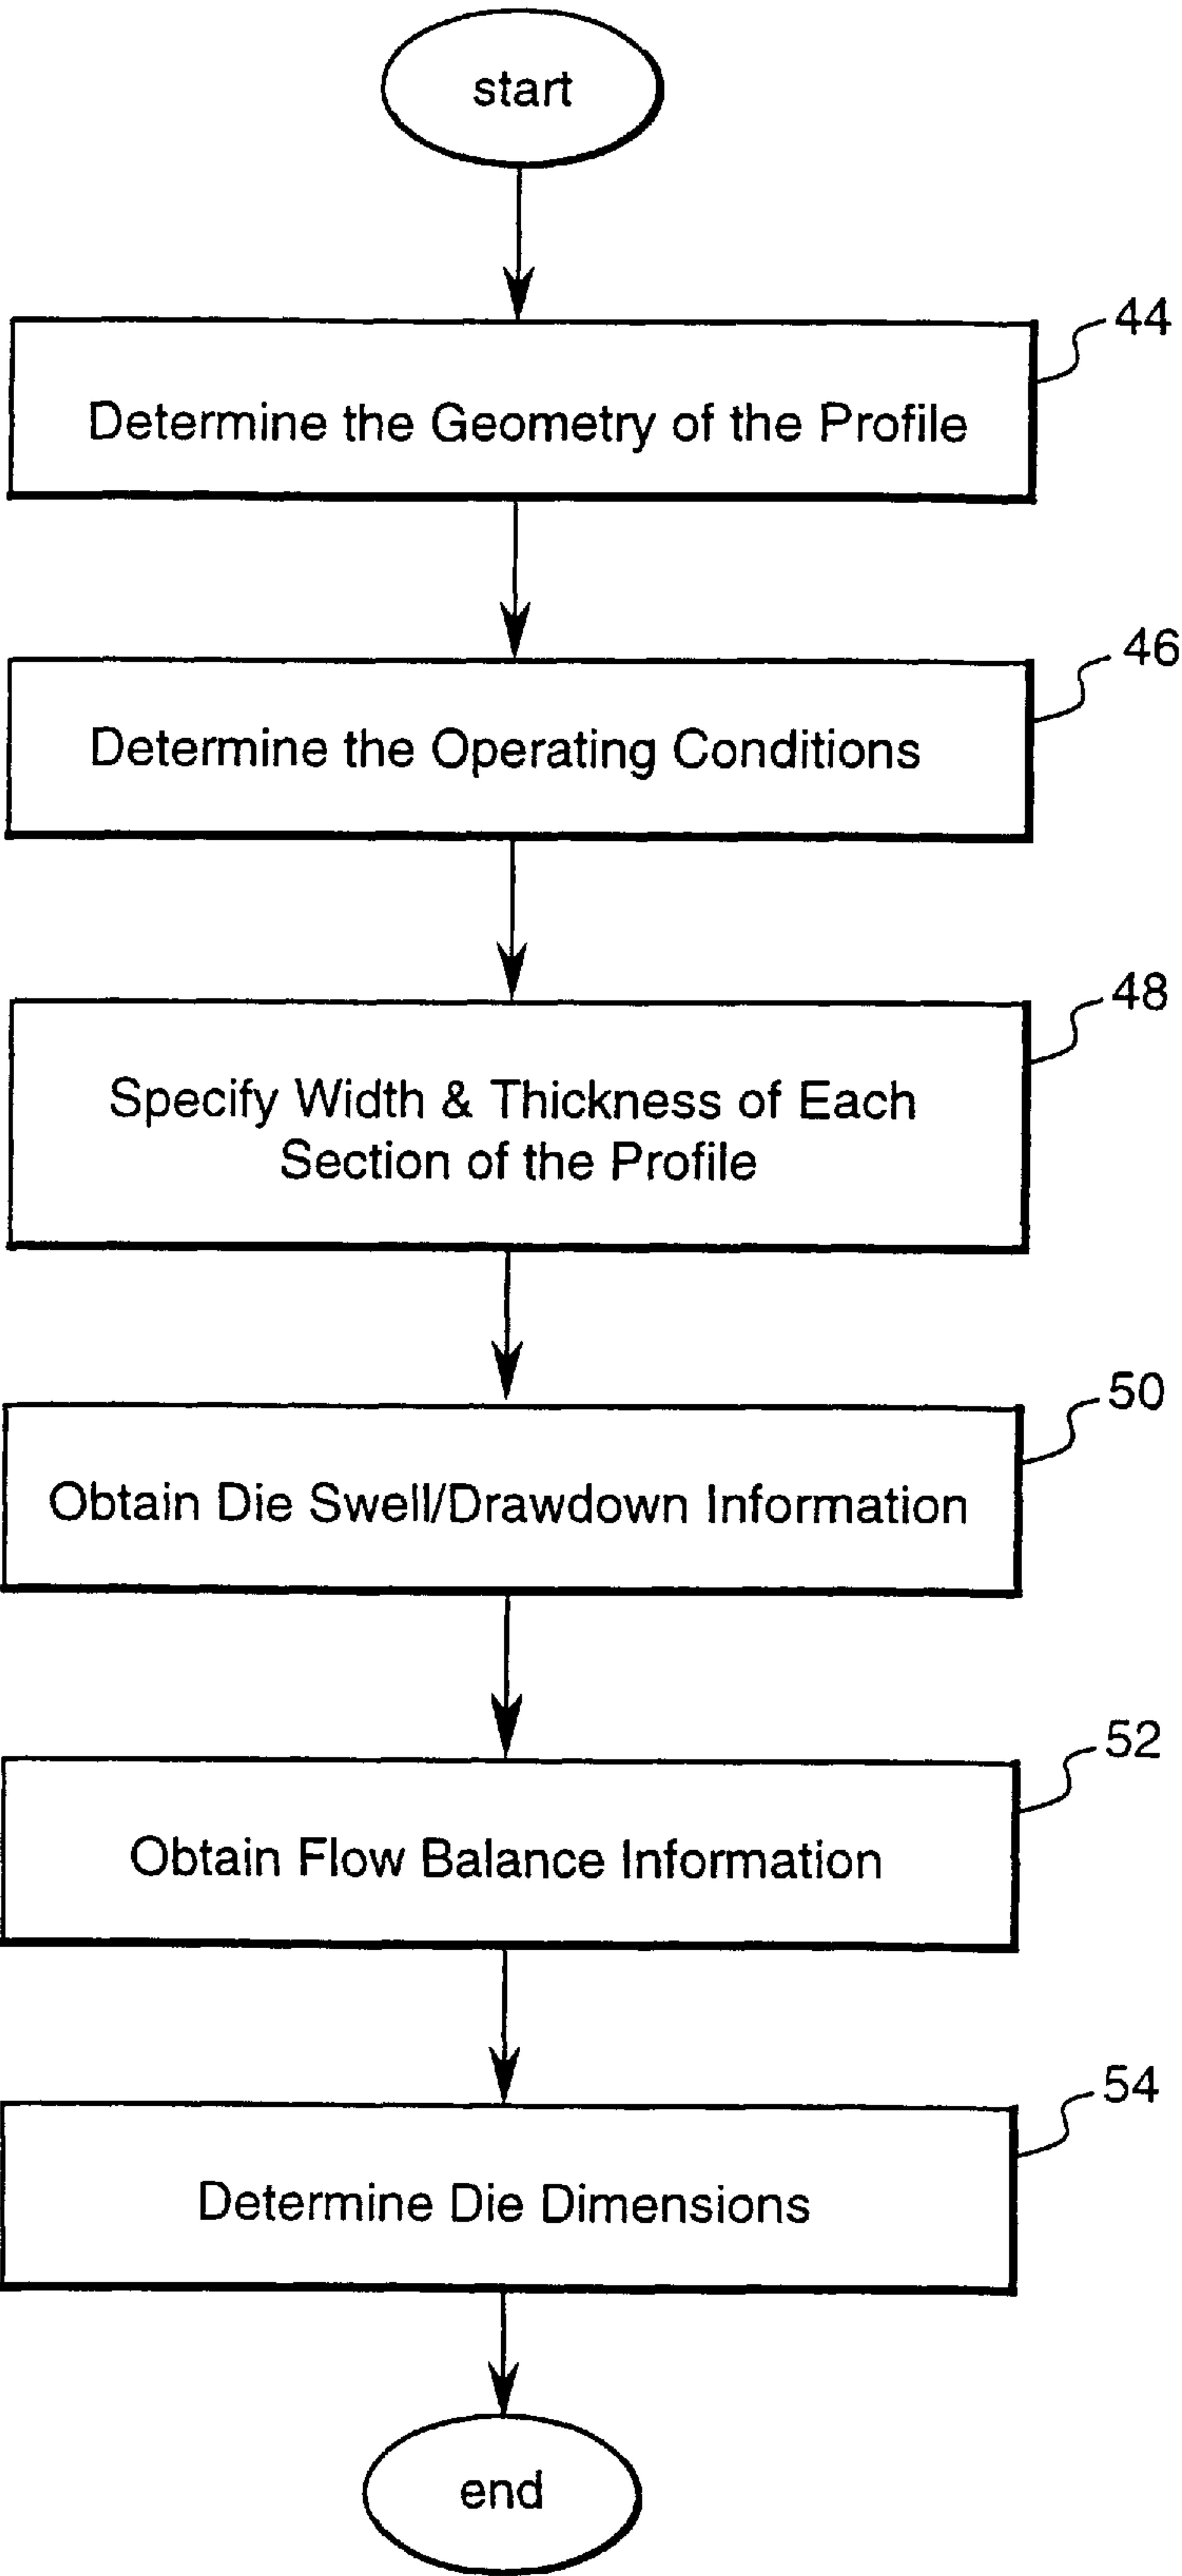 start
44
Determine the Geometry of the Profile
46
Determine the Operating Conditions
48
Specify Width & Thickness of Each
Section of the Profile
50
Obtain Die Swell/Drawdown Information
52
Obtain Flow Balance Information
54
Determine Die Dimensions
end